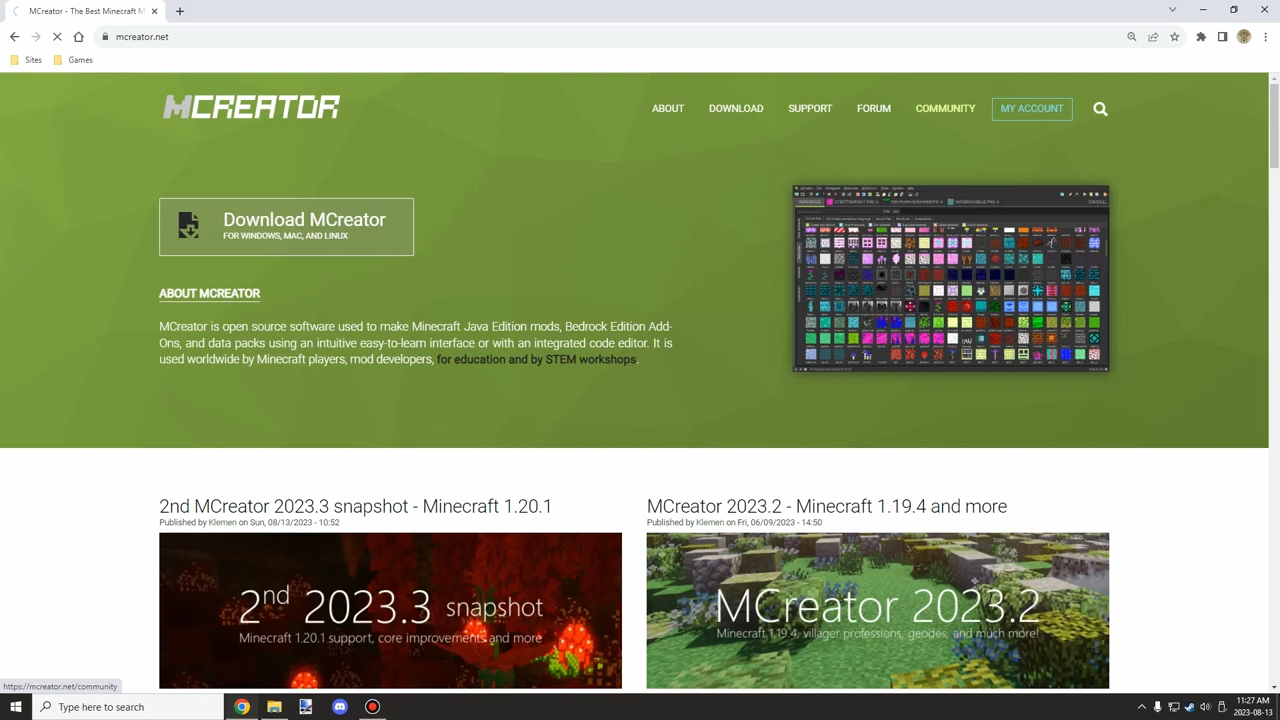 MCreator - The Best Minecraft M
mcreator.net
Sites
Games
MCREATOR
ABOUT
DOWNLOAD
SUPPORT
FORUM
COMMUNITY
MY ACCOUNT
Download MCreator
FOR WINDOWS, MAC, AND LINUX
ABOUT MCREATOR
MCreator is open source software used to make Minecraft Java Edition mods, Bedrock Edition Add-
Ons, and data packs using an intuitive easy-to-learn interface or with an integrated code editor. It is
used worldwide by Minecraft players, mod developers, for education and by STEM workshops.
2nd MCreator 2023.3 snapshot - Minecraft 1.20.1
Published by Klemen on Sun, 08/13/2023 - 10:52
2nd 2023.3 snapshot
Minecraft 1.20.1 support, core improvements and more
MCreator 2023.2 - Minecraft 1.19.4 and more
Published by Klemen on Fri, 06/09/2023 - 14:50
MCreator 2023.2
Minecraft 1.19.4, villager professions, geodes, and much more!
https://mcreator.net/community
Type here to search
11:27 AM
2023-08-13